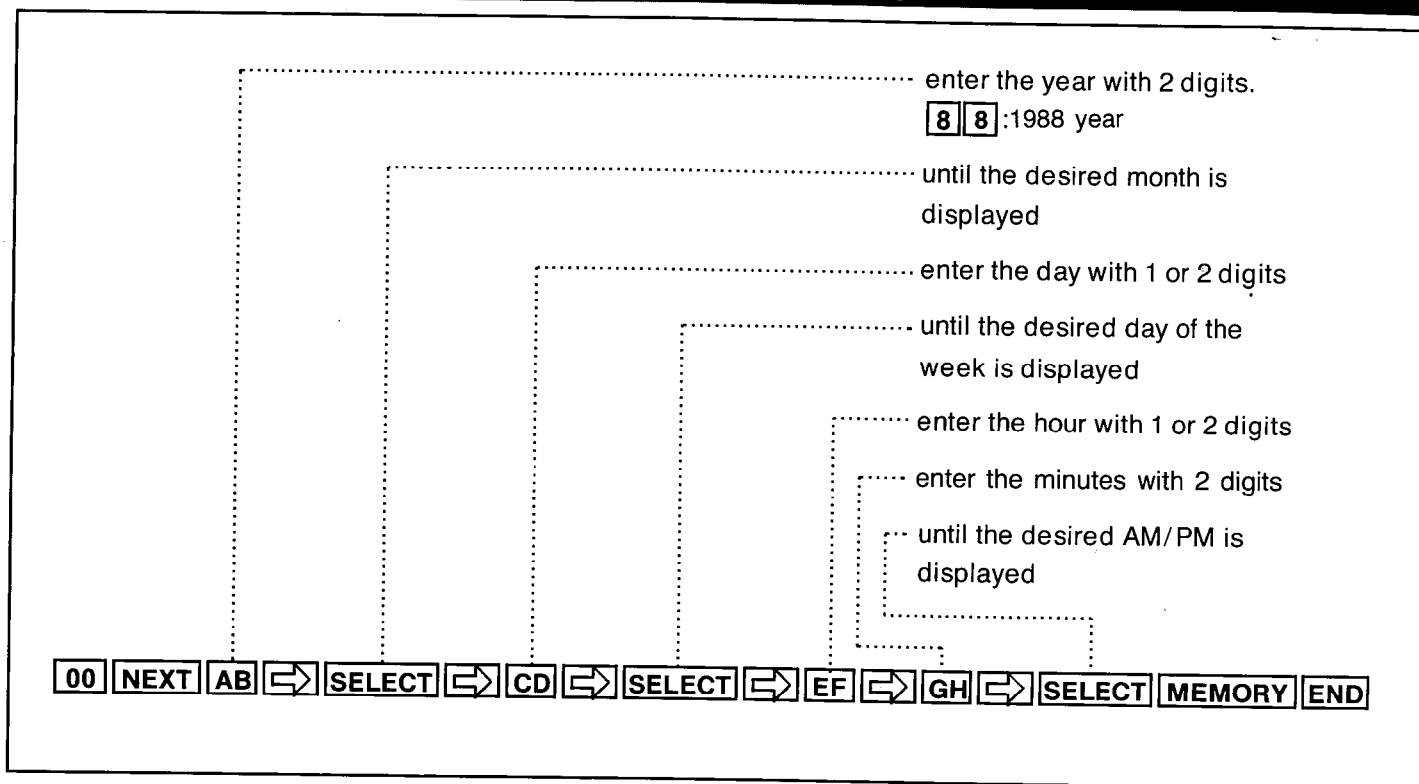 enter the year with 2 digits.
8 8 :1988 year
until the desired month is
displayed
enter the day with 1 or 2 digits
until the desired day of the
week is displayed
enter the hour with 1 or 2 digits
enter the minutes with 2 digits
until the desired AM/PM is
displayed
00 NEXT AB ⇨ SELECT ⇨ CD ⇨ SELECT ⇨ EF ⇨ GH ⇨ SELECT MEMORY END